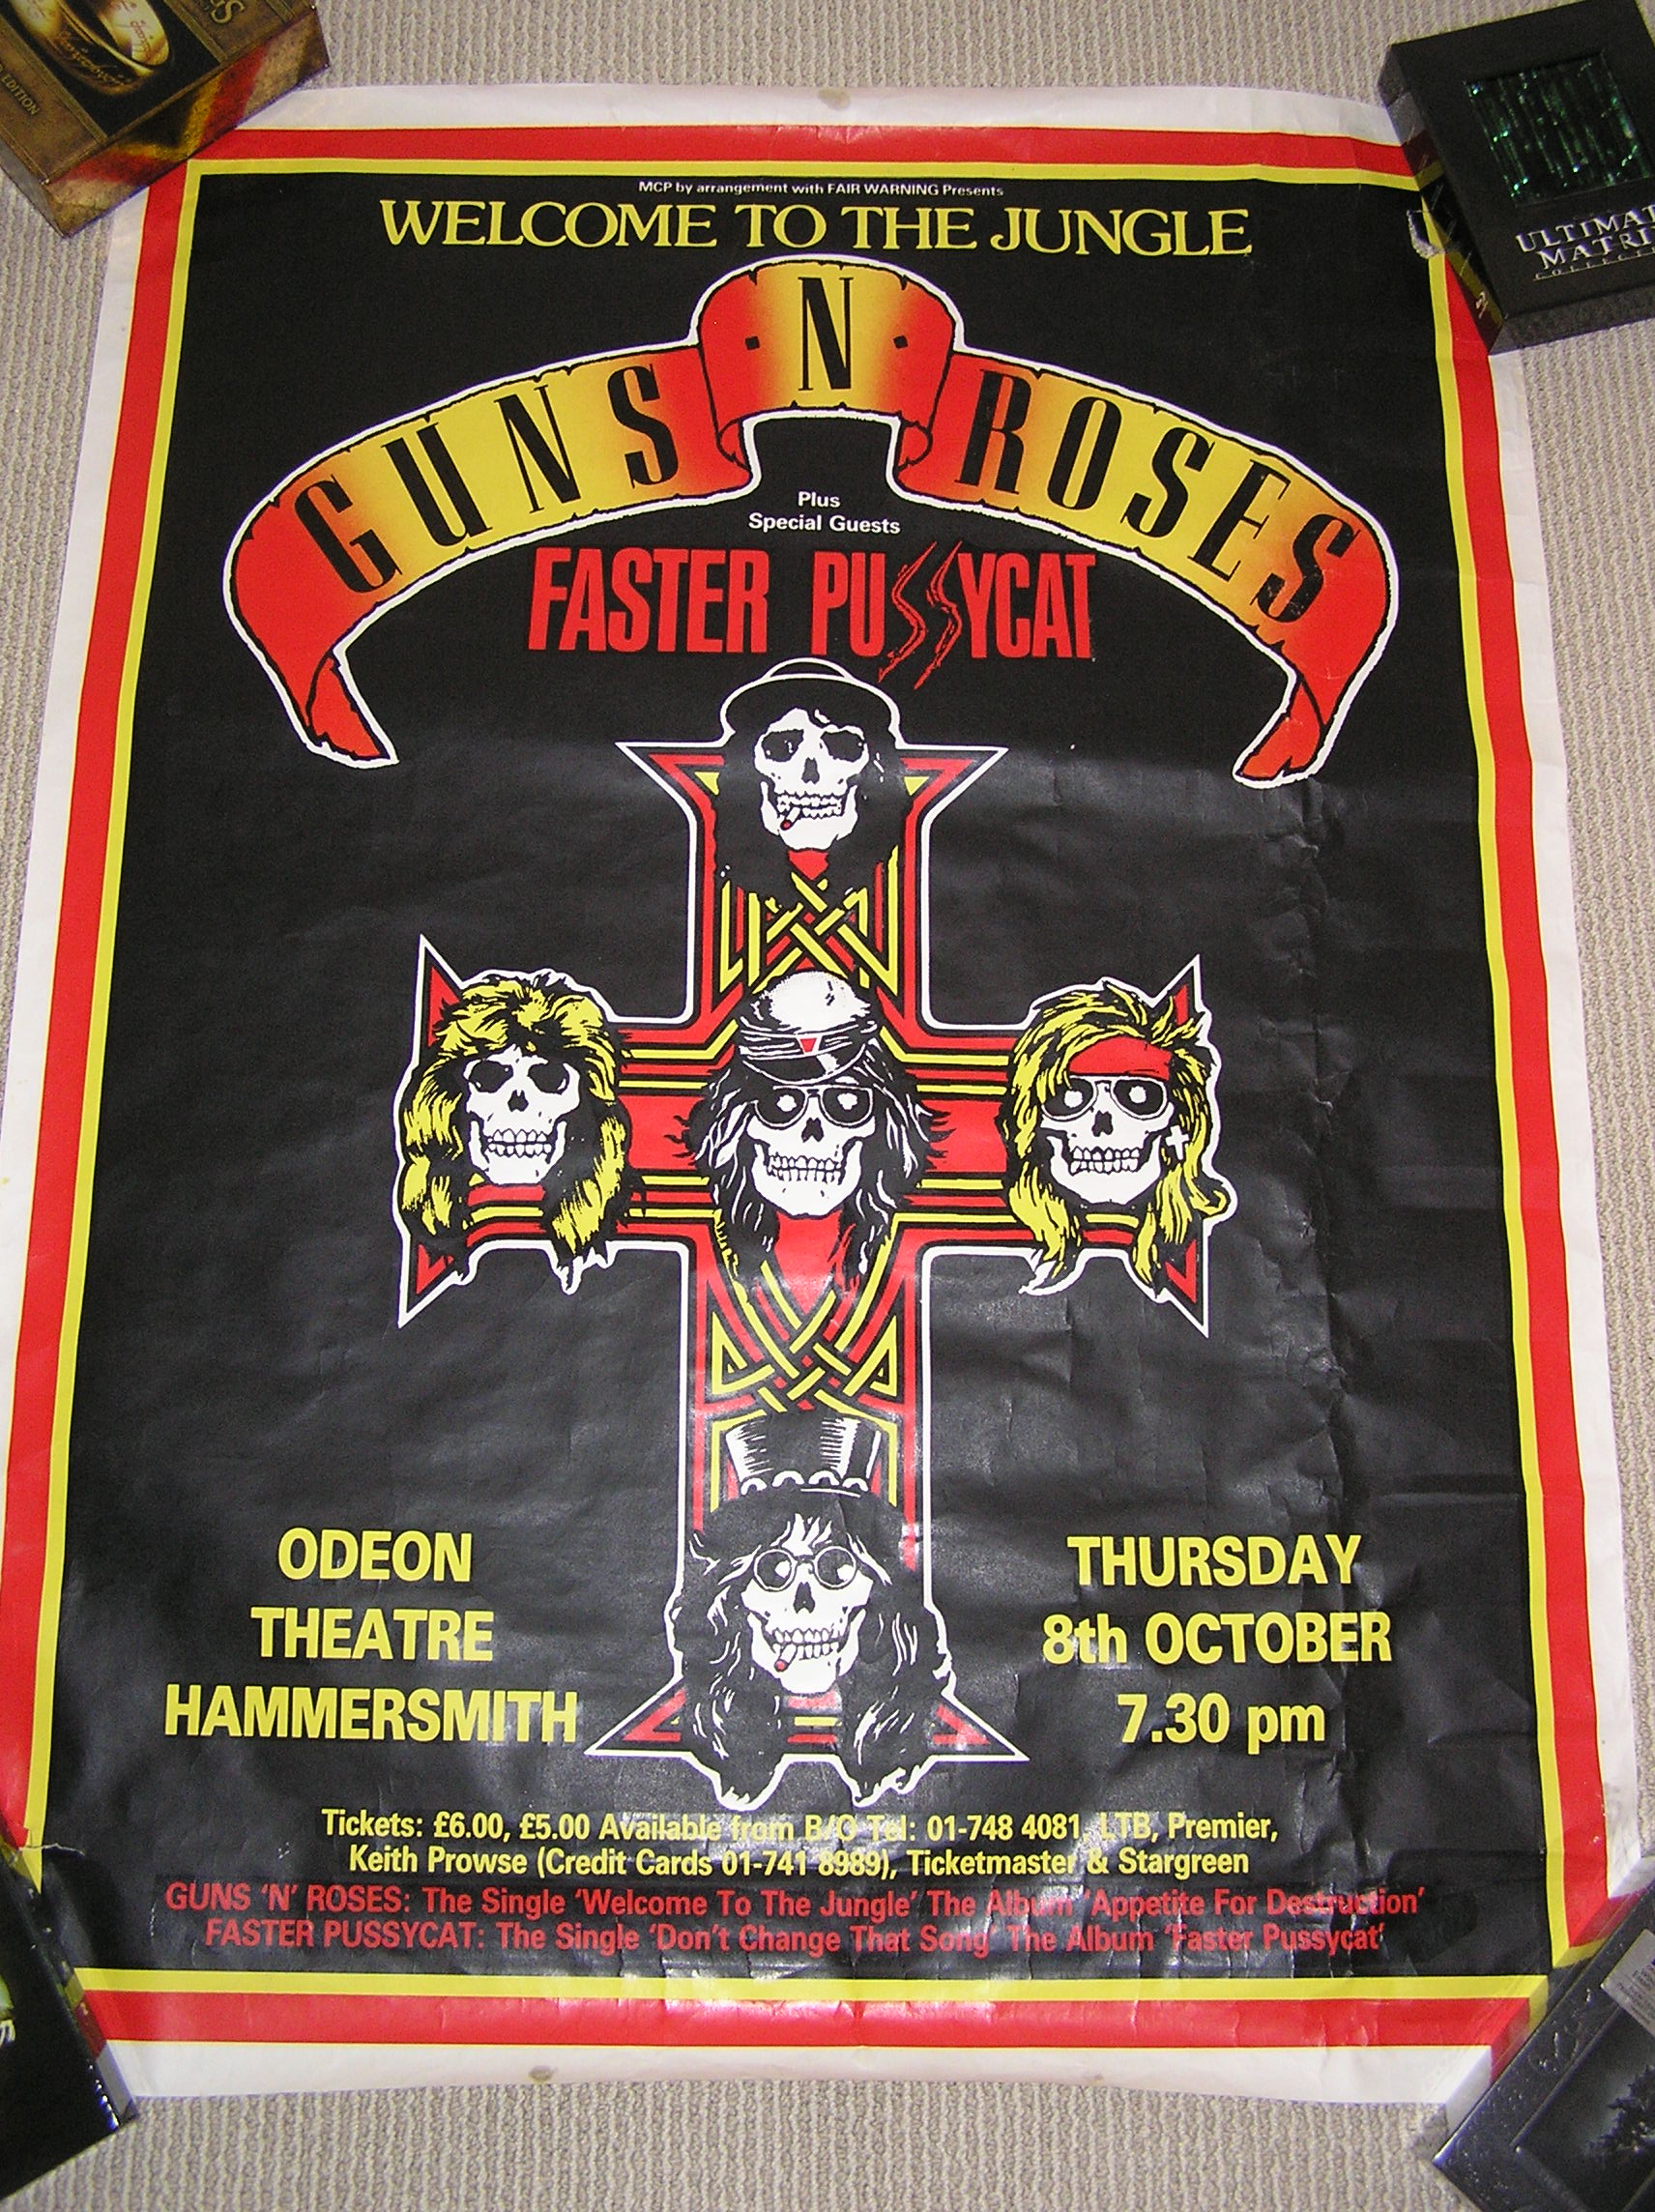 EDITION
ULTIMATE
MATRIX
COLLECTION
MCP by arrangement with FAIR WARNING Presents
WELCOME TO THE JUNGLE
GUNS ·N· ROSES
Plus
Special Guests
FASTER PUSSYCAT
ODEON
THEATRE
HAMMERSMITH
THURSDAY
8th OCTOBER
7.30 pm
Tickets: £6.00, £5.00 Available from B/O Tel: 01-748 4081, LTB, Premier,
Keith Prowse (Credit Cards 01-741 8989), Ticketmaster & Stargreen
GUNS ‘N’ ROSES: The Single ‘Welcome To The Jungle’ The Album ‘Appetite For Destruction’
FASTER PUSSYCAT: The Single ‘Don’t Change That Song’ The Album ‘Faster Pussycat‘